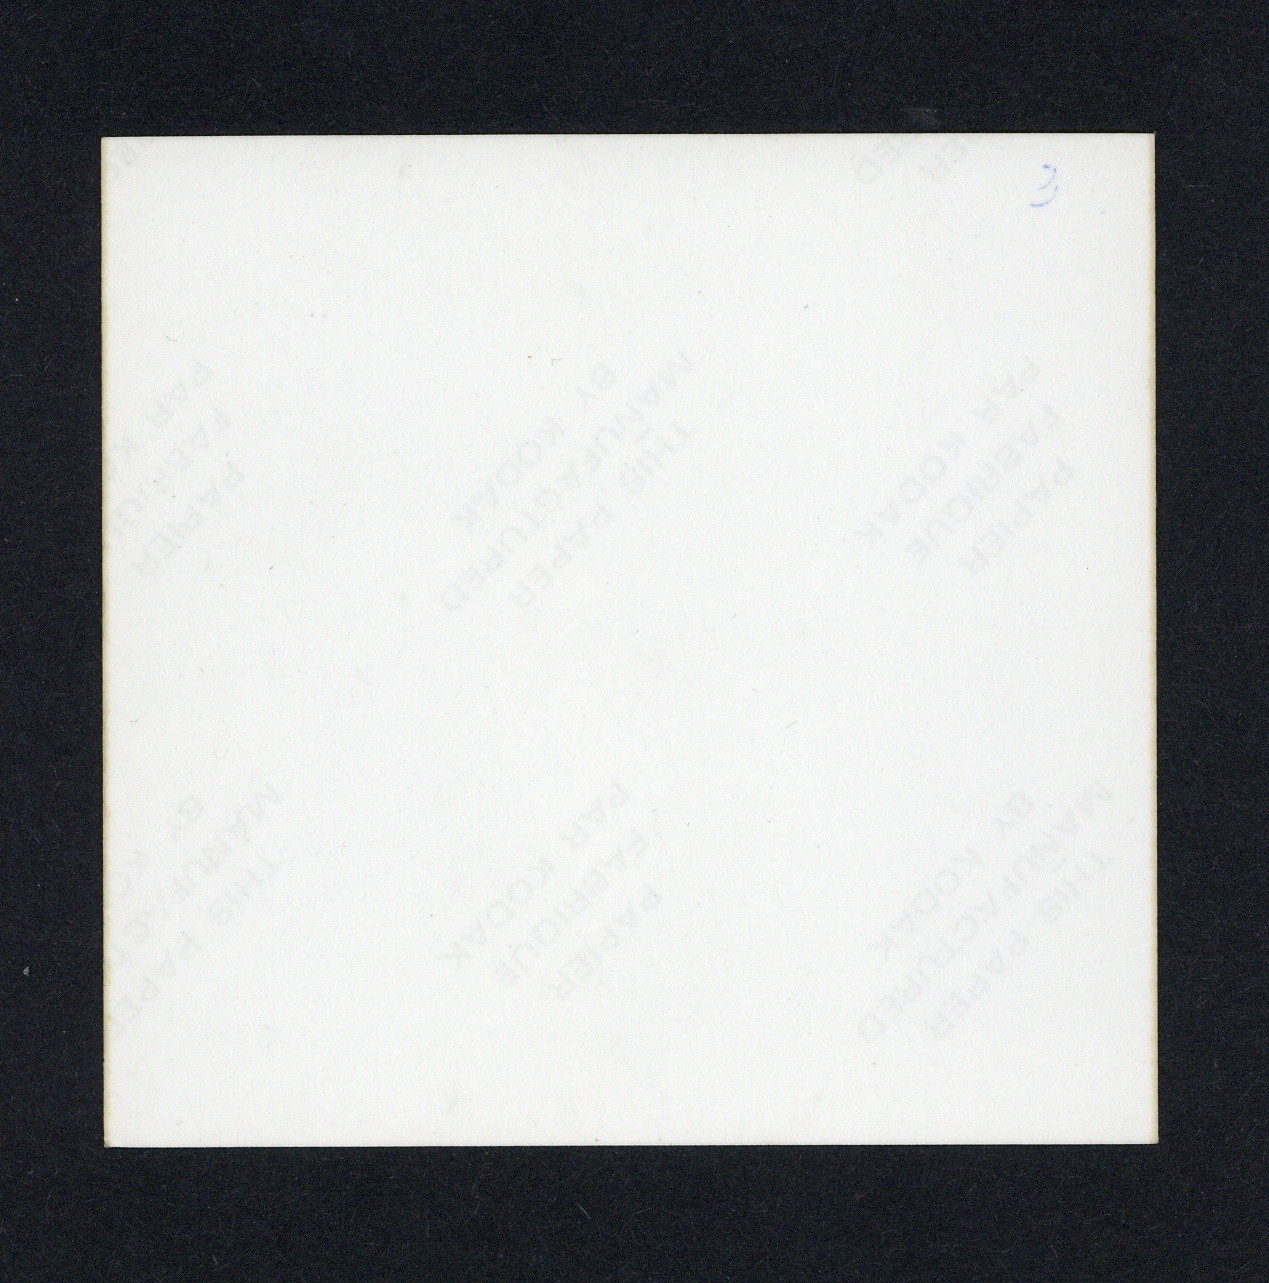 3
PAR KODAK
FABRIQUE
PAPIER
BY KODAK
MANUFACTURED
THIS PAPER
PAR KODAK
FABRIQUE
PAPIER
BY
MANUFACTURED
THIS PAPER
PAR KODAK
FABRIQUE
PAPIER
BY KODAK
MANUFACTURED
THIS PAPER